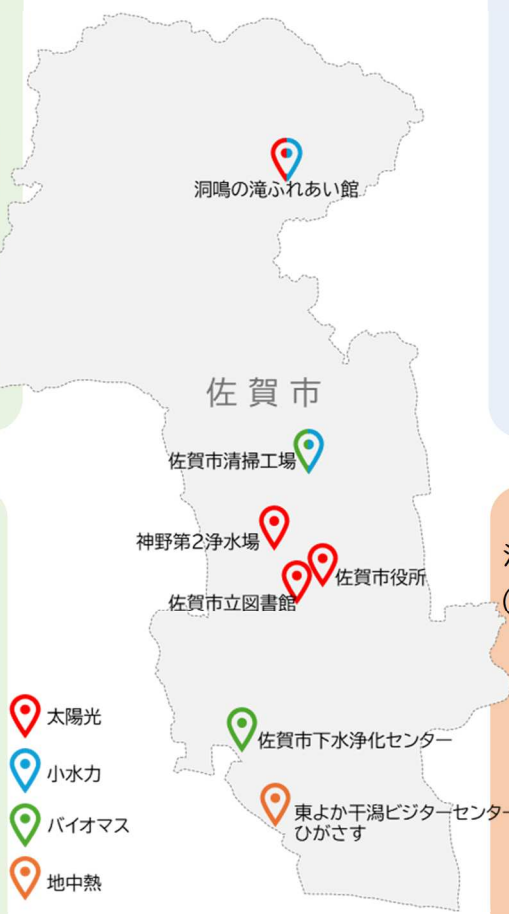 洞鳴の滝ふれあい館
佐賀市
佐賀市清掃工場
神野第2浄水場
佐賀市役所
佐賀市立図書館
太陽光
佐賀市下水浄化センター
小水力
東よか干潟ビジターセンター
ひがさす
バイオマス
地中熱